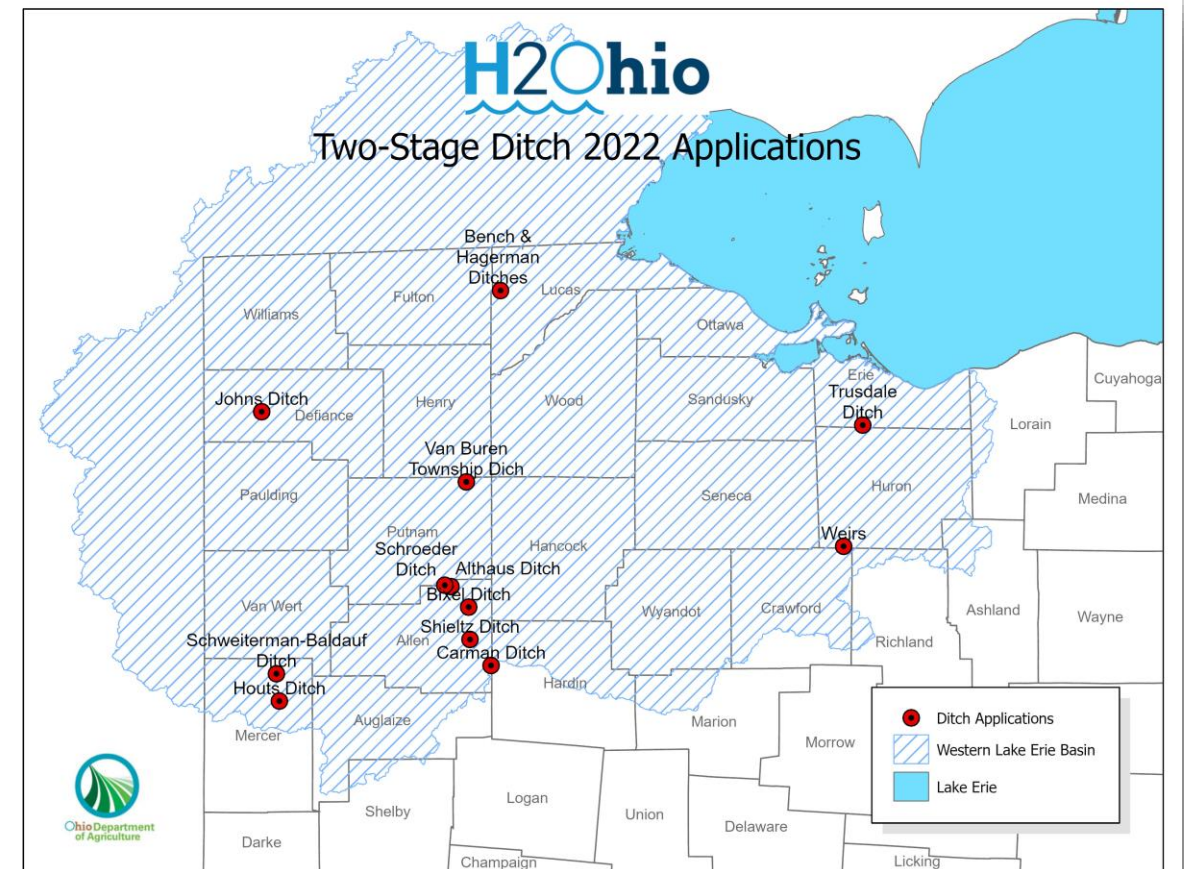 H2Ohio
Two-Stage Ditch 2022 Applications
Bench &
Hagerman
Ditches
Lucas
Fulton
Williams
Ottawa
Erie
Cuyahoga
Johns Ditch
Defiance
Henry
Wood
Sandusky
Trusdale
Ditch
Lorain
Van Buren
Township Dich
Paulding
Seneca
Huron
Medina
Putnam
Hancock
Weirs
Schroeder
Ditch
Althaus Ditch
Bixel Ditch
Van Wert
Wyandot
Crawford
Ashland
Wayne
Shieltz Ditch
Allen
Richland
Schweiterman-Baldauf
Ditch
Carman Ditch
Hardin
Houts Ditch
Mercer
Auglaize
Marion
Morrow
Ditch Applications
Western Lake Erie Basin
Lake Erie
Ohio Department
of Agriculture
Shelby
Logan
Union
Delaware
Darke
Champaign
Licking